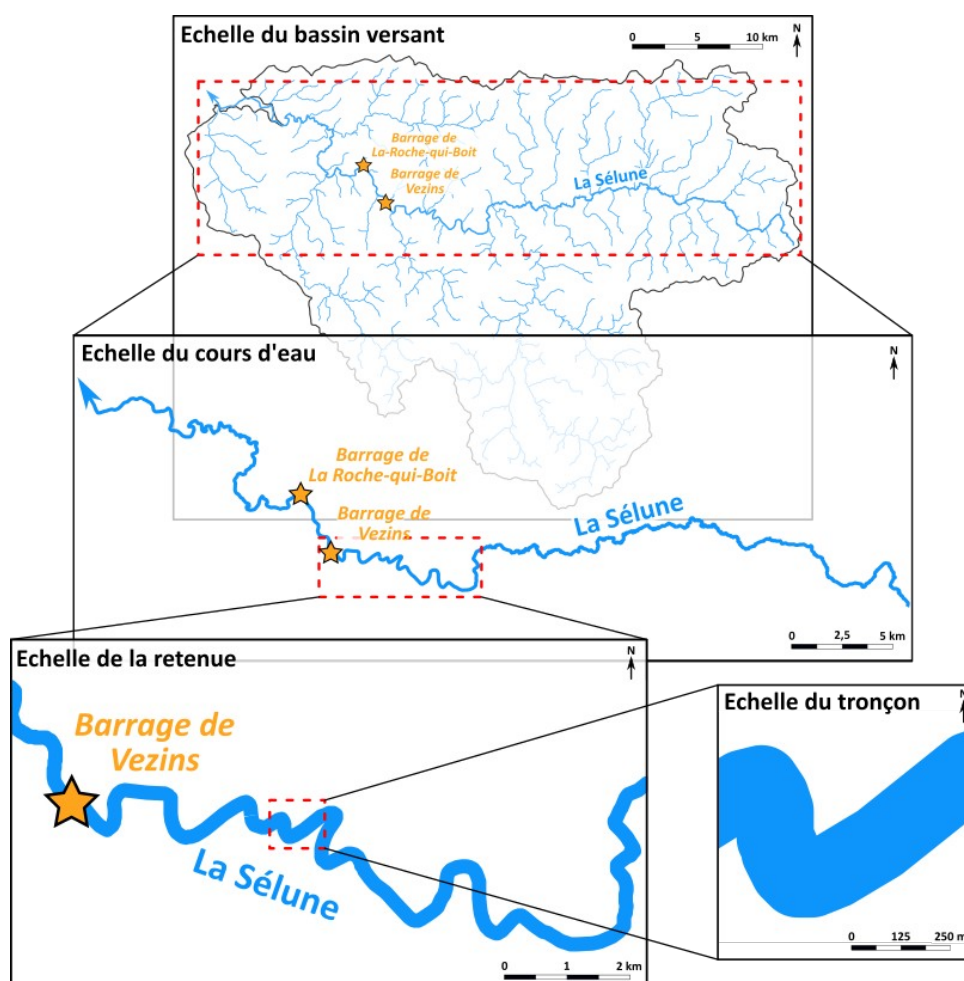 Echelle du bassin versant
0 5 10 km
N
Barrage de
La-Roche-qui-Boit
Barrage de
Vezins
La Sélune
Echelle du cours d'eau
N
Barrage de
La Roche-qui-Boit
Barrage de
Vezins
La Sélune
0 2,5 5 km
Echelle de la retenue
N
Barrage de
Vezins
La Sélune
0 1 2 km
Echelle du tronçon
N
0 125 250 m